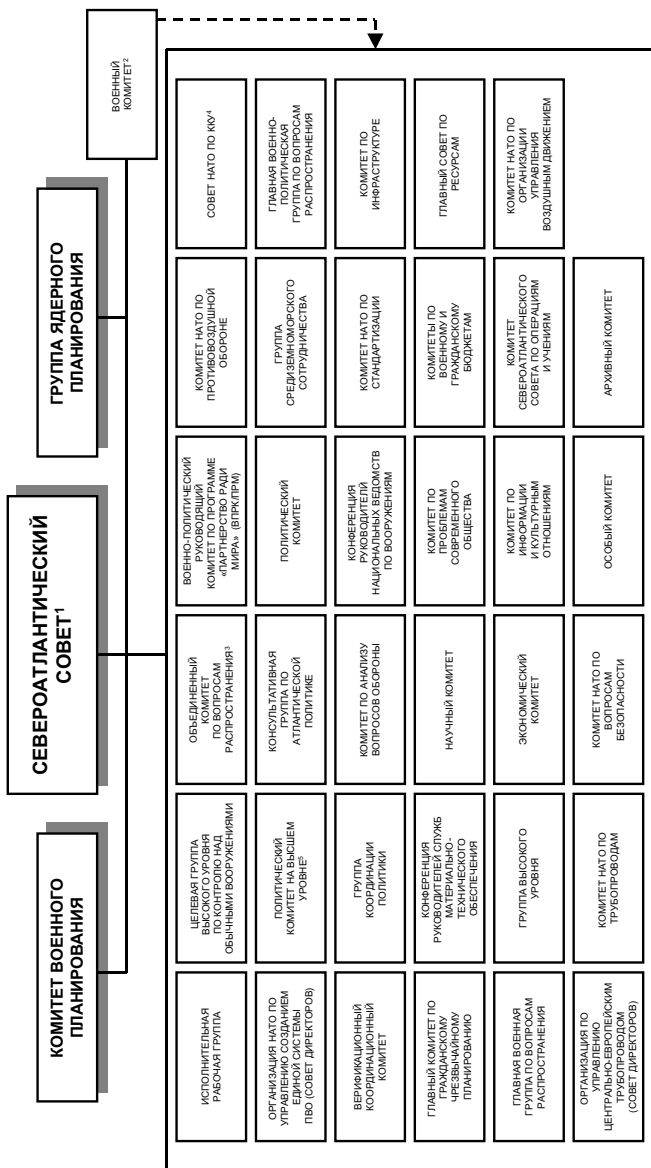 КОМИТЕТ ВОЕННОГО
ПЛАНИРОВАНИЯ
СЕВЕРОАТЛАНТИЧЕСКИЙ
СОВЕТ¹
ГРУППА ЯДЕРНОГО
ПЛАНИРОВАНИЯ
ВОЕННЫЙ
КОМИТЕТ²
ИСПОЛНИТЕЛЬНАЯ
РАБОЧАЯ ГРУППА
ЦЕЛЕВАЯ ГРУППА
ВЫСОКОГО УРОВНЯ
ПО КОНТРОЛЮ НАД
ОБЫЧНЫМИ ВООРУЖЕНИЯМИ
ОБЪЕДИНЕННЫЙ
КОМИТЕТ
ПО ВОПРОСАМ
РАСПРОСТРАНЕНИЯ³
ВОЕННО-ПОЛИТИЧЕСКИЙ
РУКОВОДЯЩИЙ
КОМИТЕТ ПО ПРОГРАММЕ
«ПАРТНЕРСТВО РАДИ
МИРА» (ВПРК/ПРМ)
КОМИТЕТ НАТО ПО
ПРОТИВОВОЗДУШНОЙ
ОБОРОНЕ
СОВЕТ НАТО ПО ККУ⁴
ОРГАНИЗАЦИЯ НАТО ПО
УПРАВЛЕНИЮ СОЗДАНИЕМ
ЕДИНОЙ СИСТЕМЫ
ПВО (СОВЕТ ДИРЕКТОРОВ)
ПОЛИТИЧЕСКИЙ
КОМИТЕТ НА ВЫСШЕМ
УРОВНЕ⁵
КОНСУЛЬТАТИВНАЯ
ГРУППА ПО
АТЛАНТИЧЕСКОЙ
ПОЛИТИКЕ
ПОЛИТИЧЕСКИЙ
КОМИТЕТ
ГРУППА
СРЕДИЗЕМНОМОРСКОГО
СОТРУДНИЧЕСТВА
ГЛАВНАЯ ВОЕННО-
ПОЛИТИЧЕСКАЯ
ГРУППА ПО ВОПРОСАМ
РАСПРОСТРАНЕНИЯ
ВЕРИФИКАЦИОННЫЙ
КООРДИНАЦИОННЫЙ
КОМИТЕТ
ГРУППА
КООРДИНАЦИИ
ПОЛИТИКИ
КОМИТЕТ ПО АНАЛИЗУ
ВОПРОСОВ ОБОРОНЫ
КОНФЕРЕНЦИЯ
РУКОВОДИТЕЛЕЙ
НАЦИОНАЛЬНЫХ ВЕДОМСТВ
ПО ВООРУЖЕНИЯМ
КОМИТЕТ НАТО ПО
СТАНДАРТИЗАЦИИ
КОМИТЕТ ПО
ИНФРАСТРУКТУРЕ
ГЛАВНЫЙ КОМИТЕТ ПО
ГРАЖДАНСКОМУ
ЧРЕЗВЫЧАЙНОМУ
ПЛАНИРОВАНИЮ
КОНФЕРЕНЦИЯ
РУКОВОДИТЕЛЕЙ СЛУЖБ
МАТЕРИАЛЬНО-
ТЕХНИЧЕСКОГО
ОБЕСПЕЧЕНИЯ
НАУЧНЫЙ КОМИТЕТ
КОМИТЕТ ПО
ПРОБЛЕМАМ
СОВРЕМЕННОГО
ОБЩЕСТВА
КОМИТЕТЫ ПО
ВОЕННОМУ И
ГРАЖДАНСКОМУ
БЮДЖЕТАМ
ГЛАВНЫЙ СОВЕТ ПО
РЕСУРСАМ
ГЛАВНАЯ ВОЕННАЯ
ГРУППА ПО ВОПРОСАМ
РАСПРОСТРАНЕНИЯ
ГРУППА ВЫСОКОГО
УРОВНЯ
ЭКОНОМИЧЕСКИЙ
КОМИТЕТ
КОМИТЕТ ПО
ИНФОРМАЦИИ
И КУЛЬТУРНЫМ
ОТНОШЕНИЯМ
КОМИТЕТ
СЕВЕРОАТЛАНТИЧЕСКОГО
СОВЕТА ПО ОПЕРАЦИЯМ
И УЧЕНИЯМ
КОМИТЕТ НАТО ПО
ОРГАНИЗАЦИИ
УПРАВЛЕНИЯ
ВОЗДУШНЫМ ДВИЖЕНИЕМ
ОРГАНИЗАЦИЯ ПО
УПРАВЛЕНИЮ
ЦЕНТРАЛЬНО-ЕВРОПЕЙСКИМ
ТРУБОПРОВОДОМ
(СОВЕТ ДИРЕКТОРОВ)
КОМИТЕТ НАТО ПО
ТРУБОПРОВОДАМ
КОМИТЕТ НАТО ПО
ВОПРОСАМ
БЕЗОПАСНОСТИ
ОСОБЫЙ КОМИТЕТ
АРХИВНЫЙ КОМИТЕТ